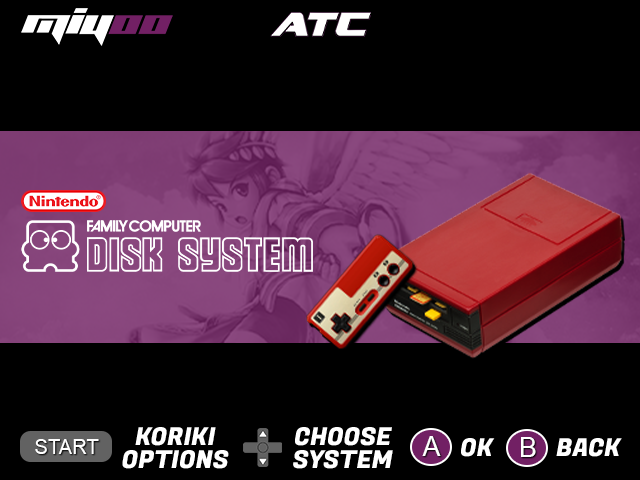 miyoo
ATC
Nintendo
FAMILY COMPUTER
DISK SYSTEM
START
KORIKI
OPTIONS
CHOOSE
SYSTEM
A
OK
B
BACK